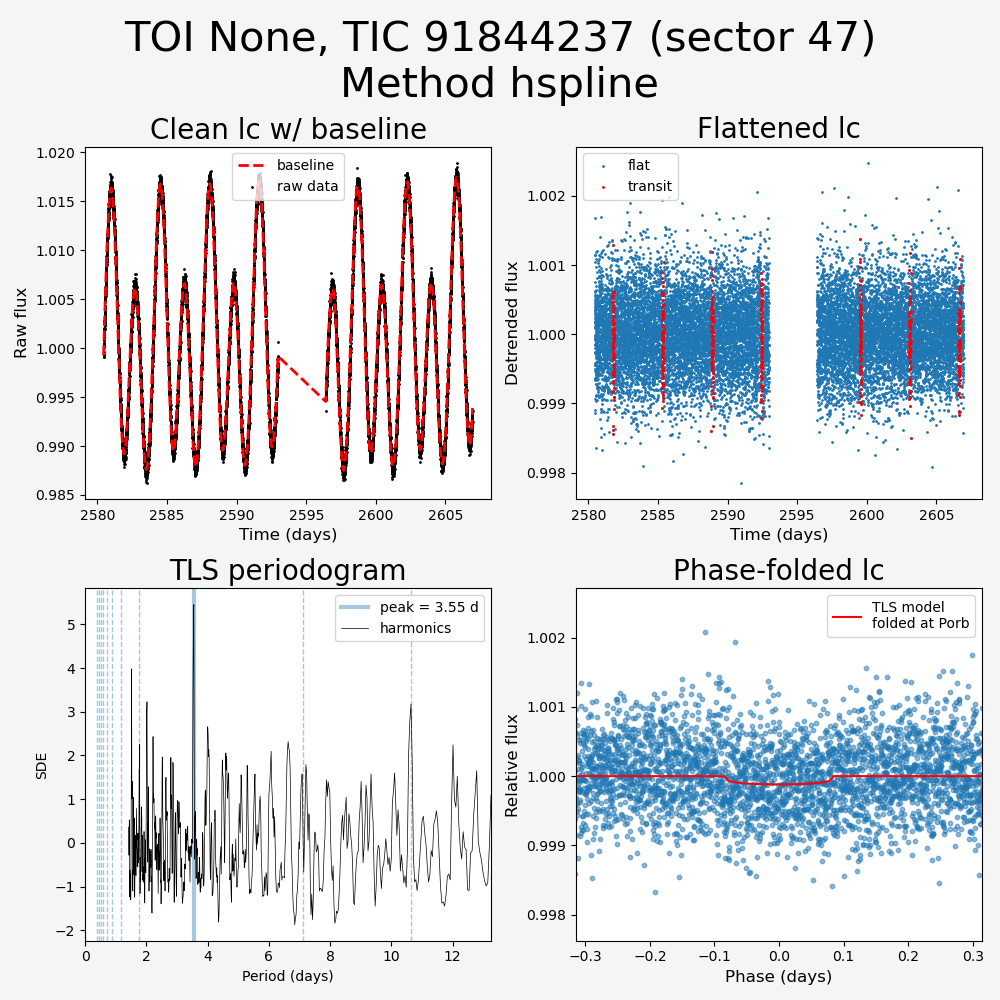 TOI None, TIC 91844237 (sector 47)
Method hspline
Clean lc w/ baseline
Flattened lc
1.020
1.015
1.010
1.005
1.000
0.995
0.990
0.985
Raw flux
baseline
raw data
2580
2585
2590
2595
2600
2605
Time (days)
1.002
1.001
1.000
0.999
0.998
Detrended flux
flat
transit
2580
2585
2590
2595
2600
2605
Time (days)
TLS periodogram
Phase-folded lc
5
4
3
2
1
0
−1
−2
SDE
peak = 3.55 d
harmonics
0
2
4
6
8
10
12
Period (days)
1.002
1.001
1.000
0.999
0.998
Relative flux
TLS model
folded at Porb
−0.3
−0.2
−0.1
0.0
0.1
0.2
0.3
Phase (days)